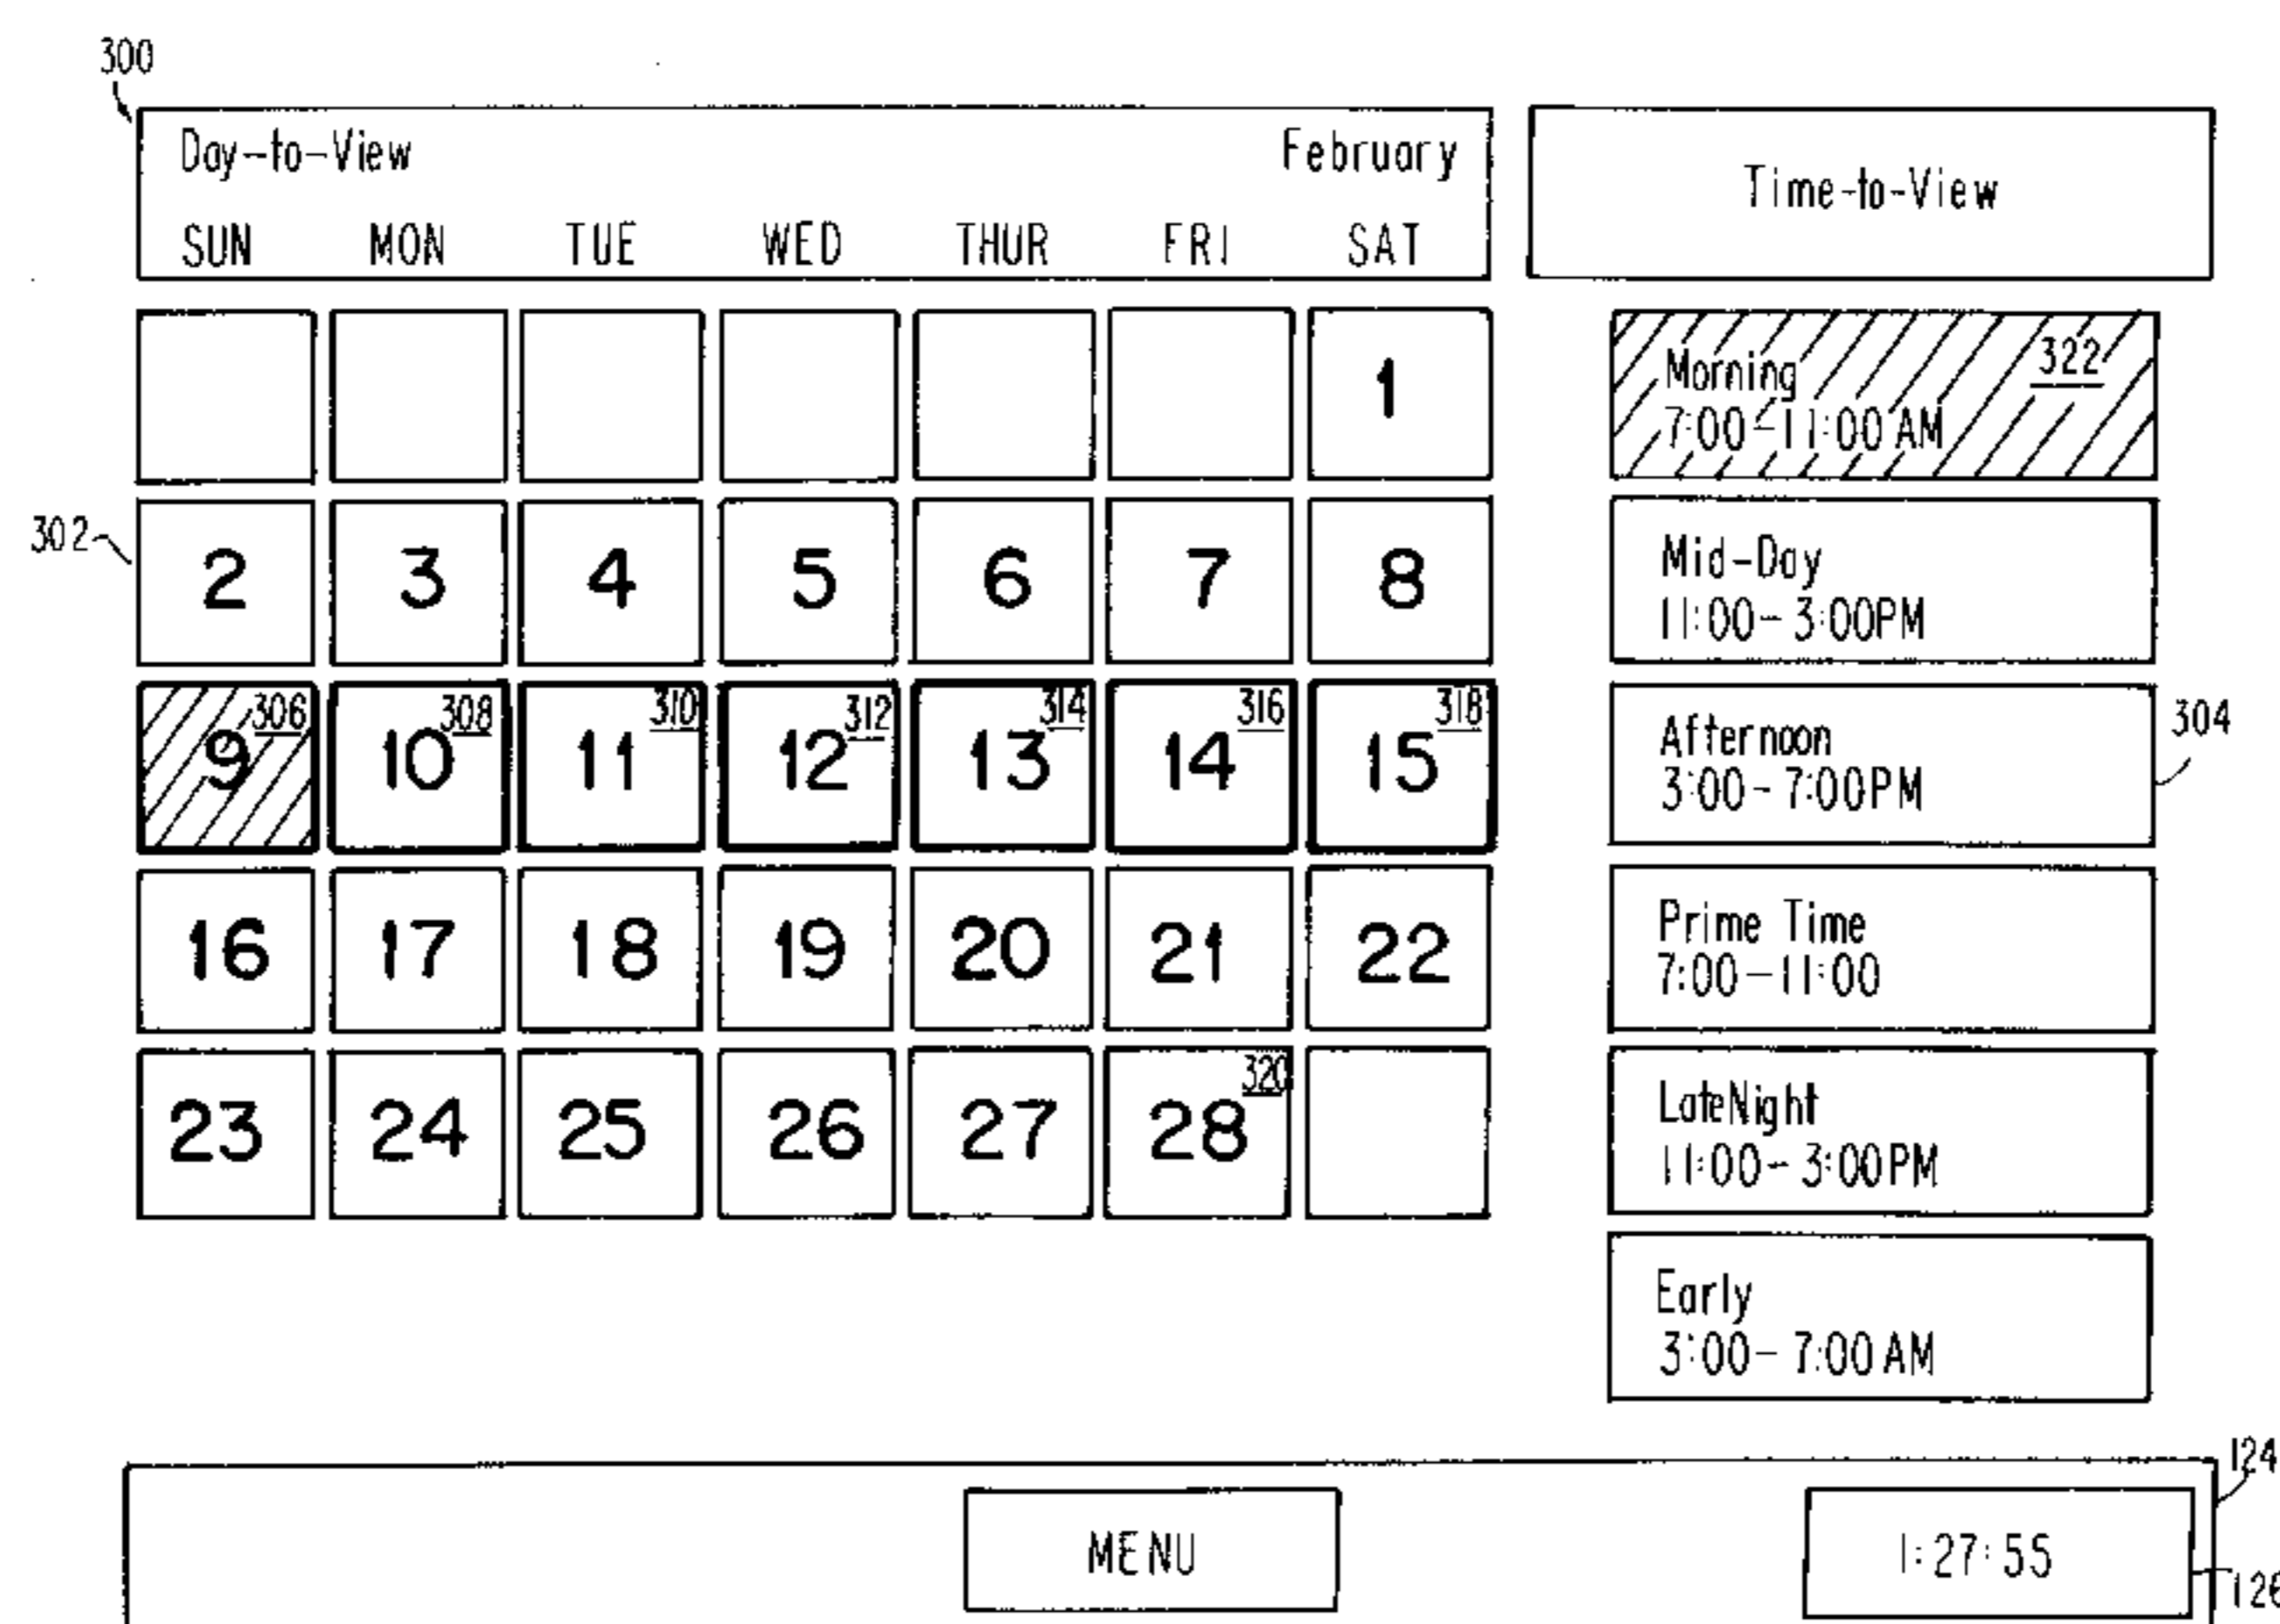 300
Day-to-View February
SUN MON TUE WED THUR FRI SAT
Time-to-View
1
Morning 322
7:00-11:00 AM
302
2 3 4 5 6 7 8
Mid-Day
11:00-3:00PM
9 306 10 308 11 310 12 312 13 314 14 316 15 318
Afternoon
3:00-7:00PM
304
16 17 18 19 20 21 22
Prime Time
7:00-11:00
23 24 25 26 27 28 320
LateNight
11:00-3:00PM
Early
3:00-7:00 AM
124
MENU
1:27:55
126